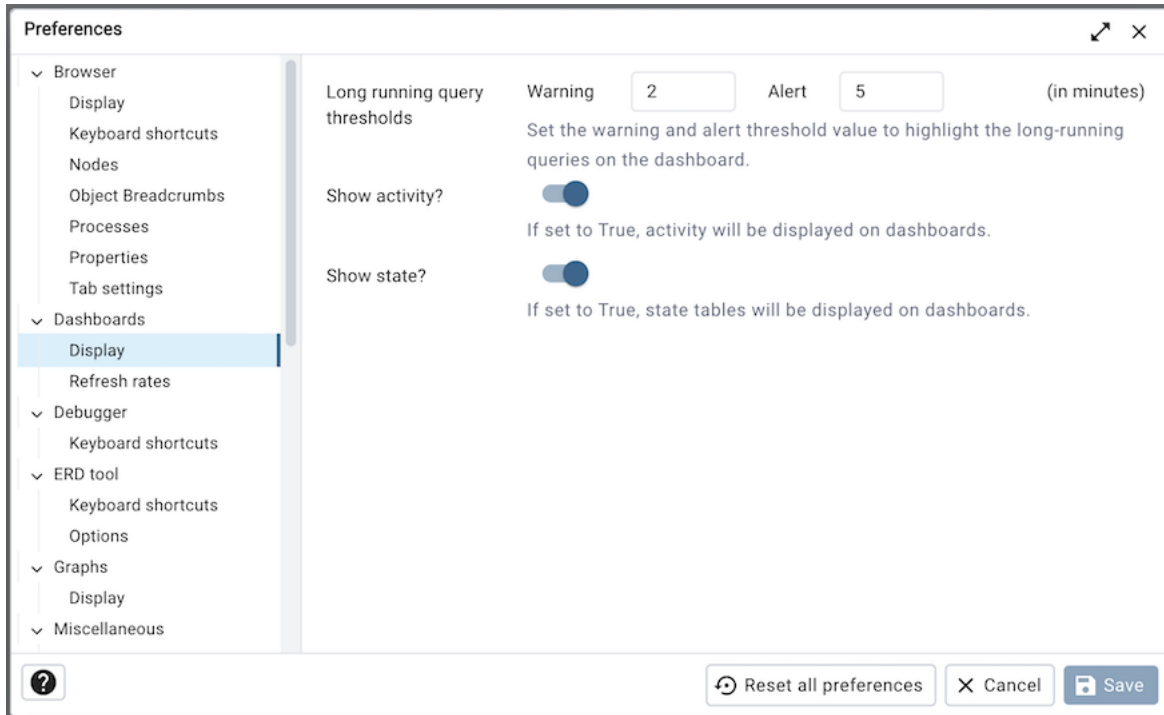 Preferences
Browser
Display
Keyboard shortcuts
Nodes
Object Breadcrumbs
Processes
Properties
Tab settings
Dashboards
Display
Refresh rates
Debugger
Keyboard shortcuts
ERD tool
Keyboard shortcuts
Options
Graphs
Display
Miscellaneous
Long running query
thresholds
Warning 2 Alert 5 (in minutes)
Set the warning and alert threshold value to highlight the long-running
queries on the dashboard.
Show activity?
If set to True, activity will be displayed on dashboards.
Show state?
If set to True, state tables will be displayed on dashboards.
? Reset all preferences Cancel Save